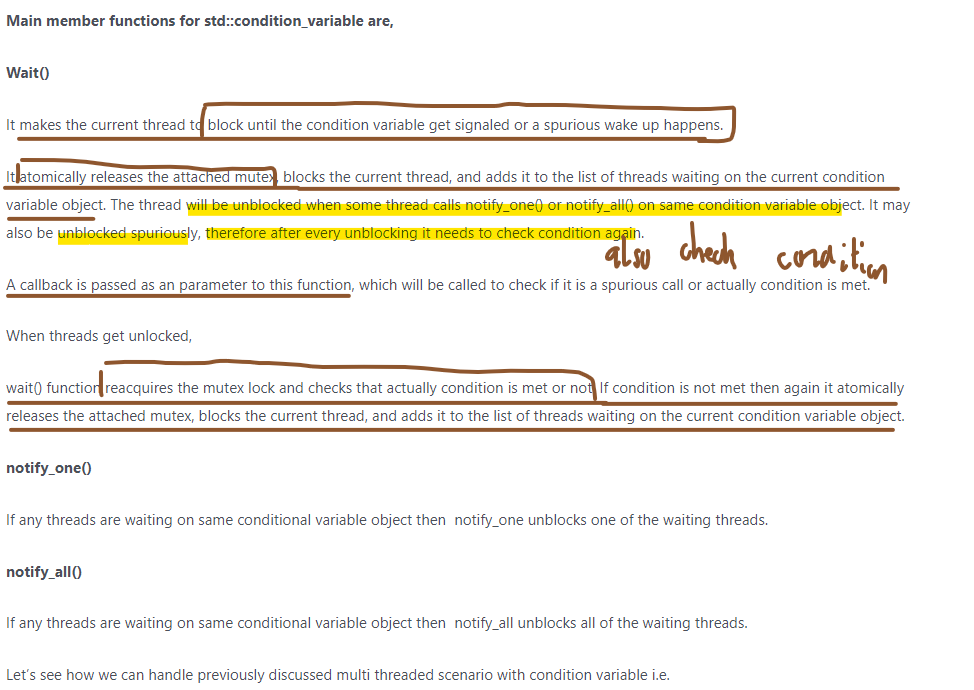 Main member functions for std::condition_variable are,
Wait()
It makes the current thread to block until the condition variable get signaled or a spurious wake up happens.
It atomically releases the attached mutex, blocks the current thread, and adds it to the list of threads waiting on the current condition
variable object. The thread will be unblocked when some thread calls notify_one() or notify_all() on same condition variable object. It may
also be unblocked spuriously, therefore after every unblocking it needs to check condition again.
also check condition
A callback is passed as an parameter to this function, which will be called to check if it is a spurious call or actually condition is met.
When threads get unlocked,
wait() function reacquires the mutex lock and checks that actually condition is met or not. If condition is not met then again it atomically
releases the attached mutex, blocks the current thread, and adds it to the list of threads waiting on the current condition variable object.
notify_one()
If any threads are waiting on same conditional variable object then notify_one unblocks one of the waiting threads.
notify_all()
If any threads are waiting on same conditional variable object then notify_all unblocks all of the waiting threads.
Let’s see how we can handle previously discussed multi threaded scenario with condition variable i.e.